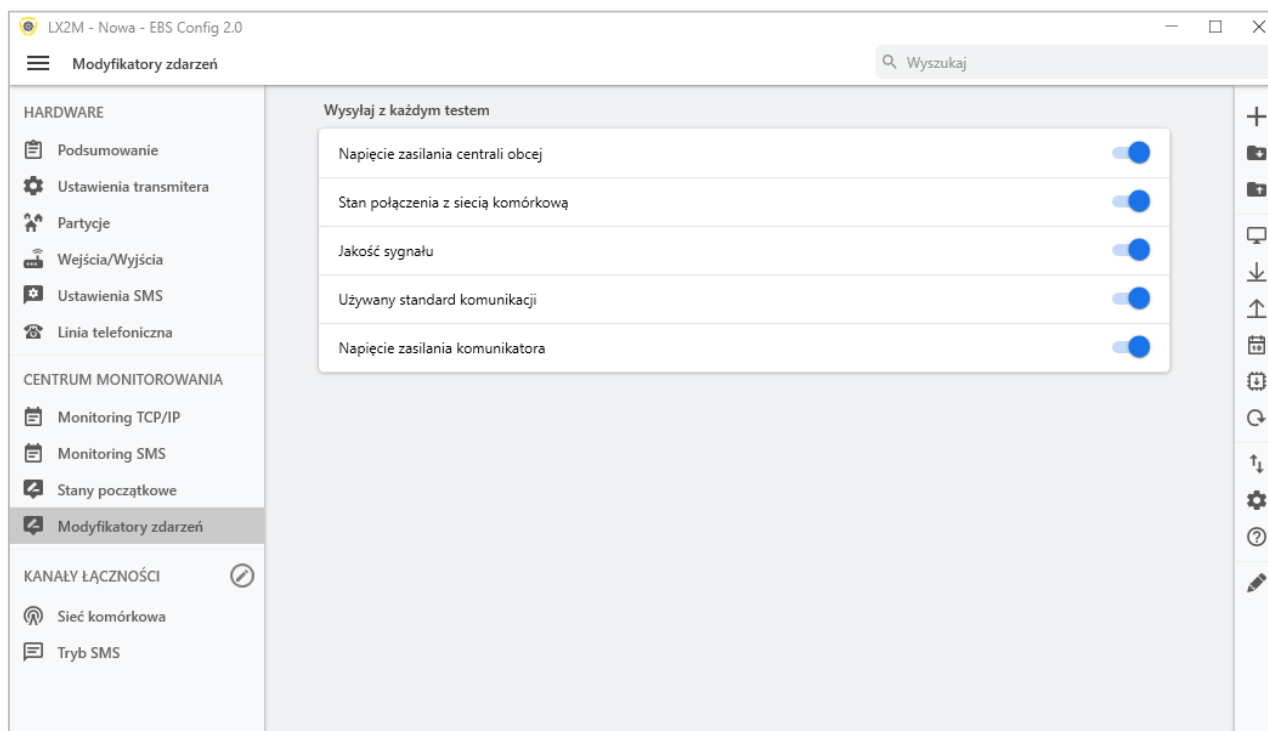 LX2M - Nowa - EBS Config 2.0
Modyfikatory zdarzeń
Wyszukaj
HARDWARE
Podsumowanie
Ustawienia transmitera
Partycje
Wejścia/Wyjścia
Ustawienia SMS
Linia telefoniczna
CENTRUM MONITOROWANIA
Monitoring TCP/IP
Monitoring SMS
Stany początkowe
Modyfikatory zdarzeń
KANAŁY ŁĄCZNOŚCI
Sieć komórkowa
Tryb SMS
Wysyłaj z każdym testem
Napięcie zasilania centrali obcej
Stan połączenia z siecią komórkową
Jakość sygnału
Używany standard komunikacji
Napięcie zasilania komunikatora